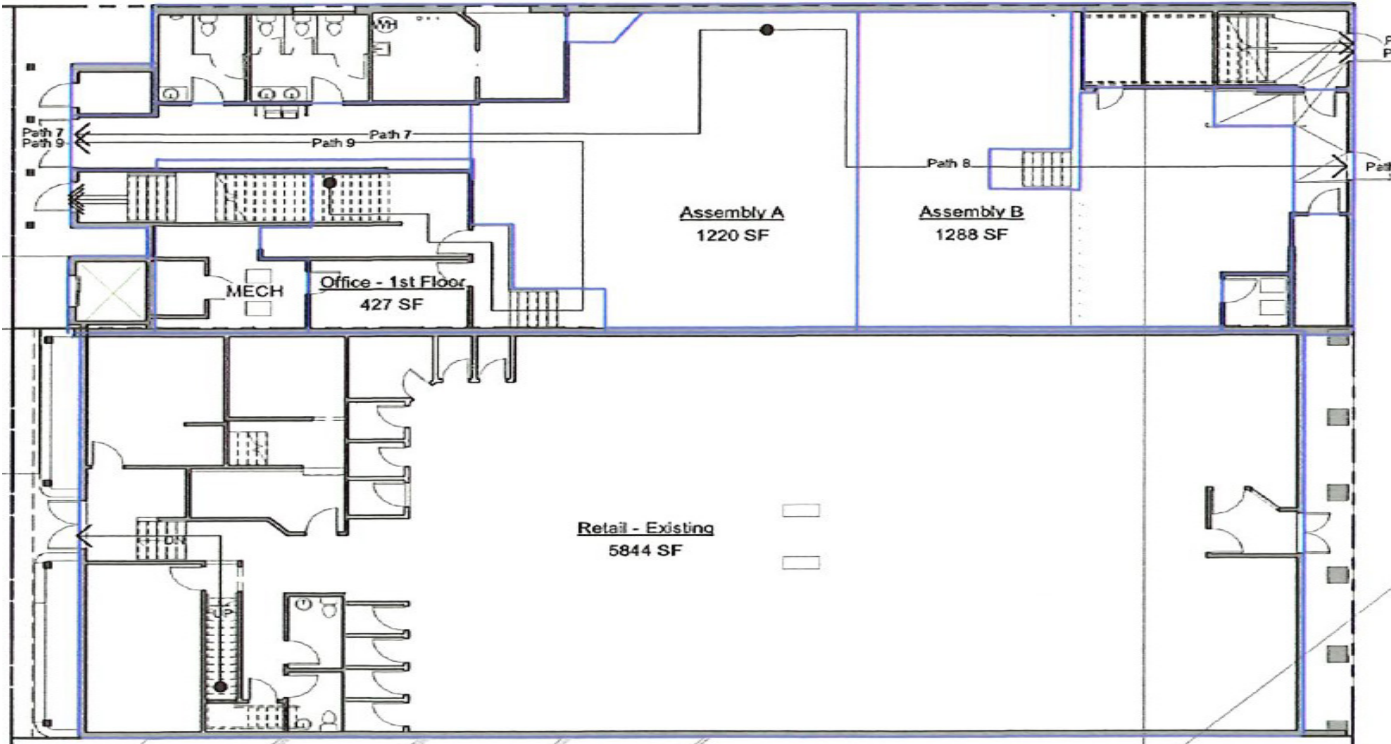 WH
Path 7
Path 9
Path 7
Path 9
Path 8
Assembly A
1220 SF
Assembly B
1288 SF
MECH
Office - 1st Floor
427 SF
Retail - Existing
5844 SF
DN
UP